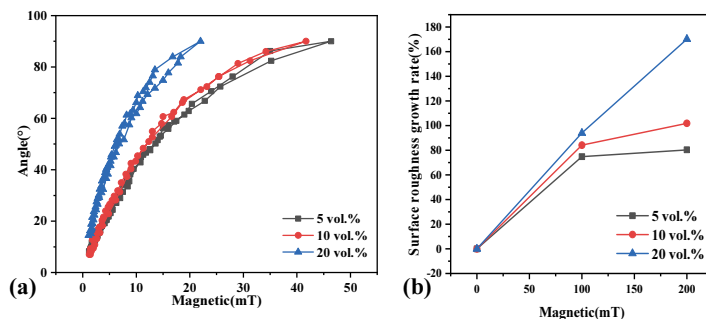 100
80
60
40
20
0
Angle(°)
0
10
20
30
40
50
Magnetic(mT)
5 vol.%
10 vol.%
20 vol.%
(a)
180
160
140
120
100
80
60
40
20
0
-20
Surface roughness growth rate(%)
0
50
100
150
200
Magnetic(mT)
5 vol.%
10 vol.%
20 vol.%
(b)